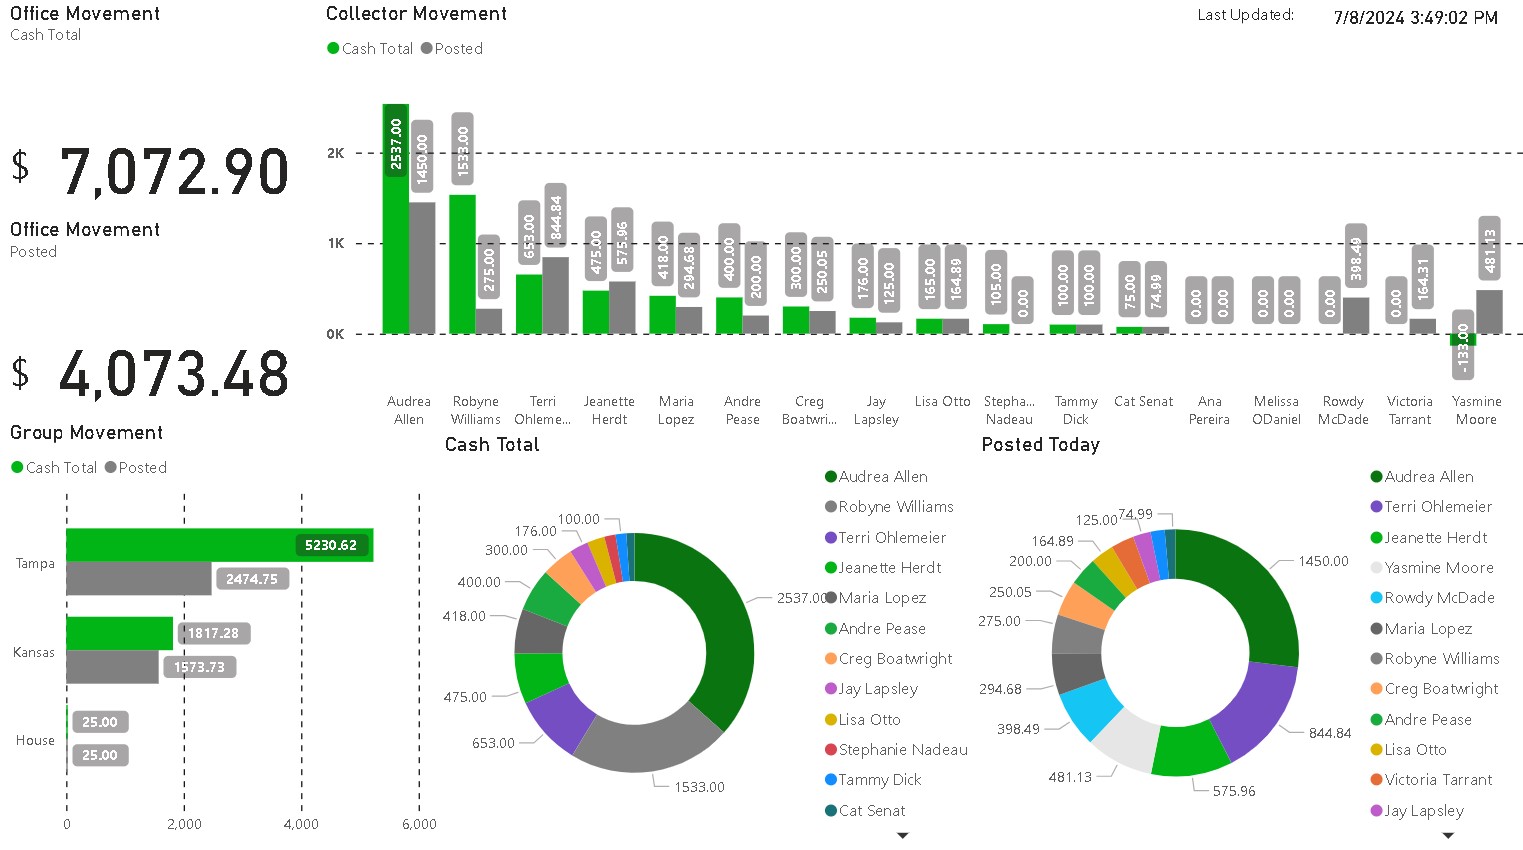 Office Movement
Cash Total
$ 7,072.90
Office Movement
Posted
$ 4,073.48
Collector Movement
Cash Total Posted
Last Updated: 7/8/2024 3:49:02 PM
2K
1K
0K
2537.00 1450.00 1533.00 275.00 653.00 844.84 475.00 575.96 418.00 294.68 400.00 200.00 300.00 250.05 176.00 125.00 165.00 164.89 105.00 0.00 100.00 100.00 75.00 74.99 0.00 0.00 0.00 0.00 0.00 398.49 0.00 164.31 -133.00 481.13
Audrea Allen
Robyne Williams
Terri Ohleme...
Jeanette Herdt
Maria Lopez
Andre Pease
Creg Boatwri...
Jay Lapsley
Lisa Otto
Stepha... Nadeau
Tammy Dick
Cat Senat
Ana Pereira
Melissa ODaniel
Rowdy McDade
Victoria Tarrant
Yasmine Moore
Group Movement
Cash Total Posted
Tampa 5230.62
2474.75
Kansas 1817.28
1573.73
House 25.00
25.00
0 2,000 4,000 6,000
Cash Total
100.00
176.00
300.00
400.00
418.00
475.00
653.00
1533.00
2537.00
Audrea Allen
Robyne Williams
Terri Ohlemeier
Jeanette Herdt
Maria Lopez
Andre Pease
Creg Boatwright
Jay Lapsley
Lisa Otto
Stephanie Nadeau
Tammy Dick
Cat Senat
Posted Today
74.99
125.00
164.89
200.00
250.05
275.00
294.68
398.49
481.13
575.96
844.84
1450.00
Audrea Allen
Terri Ohlemeier
Jeanette Herdt
Yasmine Moore
Rowdy McDade
Maria Lopez
Robyne Williams
Creg Boatwright
Andre Pease
Lisa Otto
Victoria Tarrant
Jay Lapsley